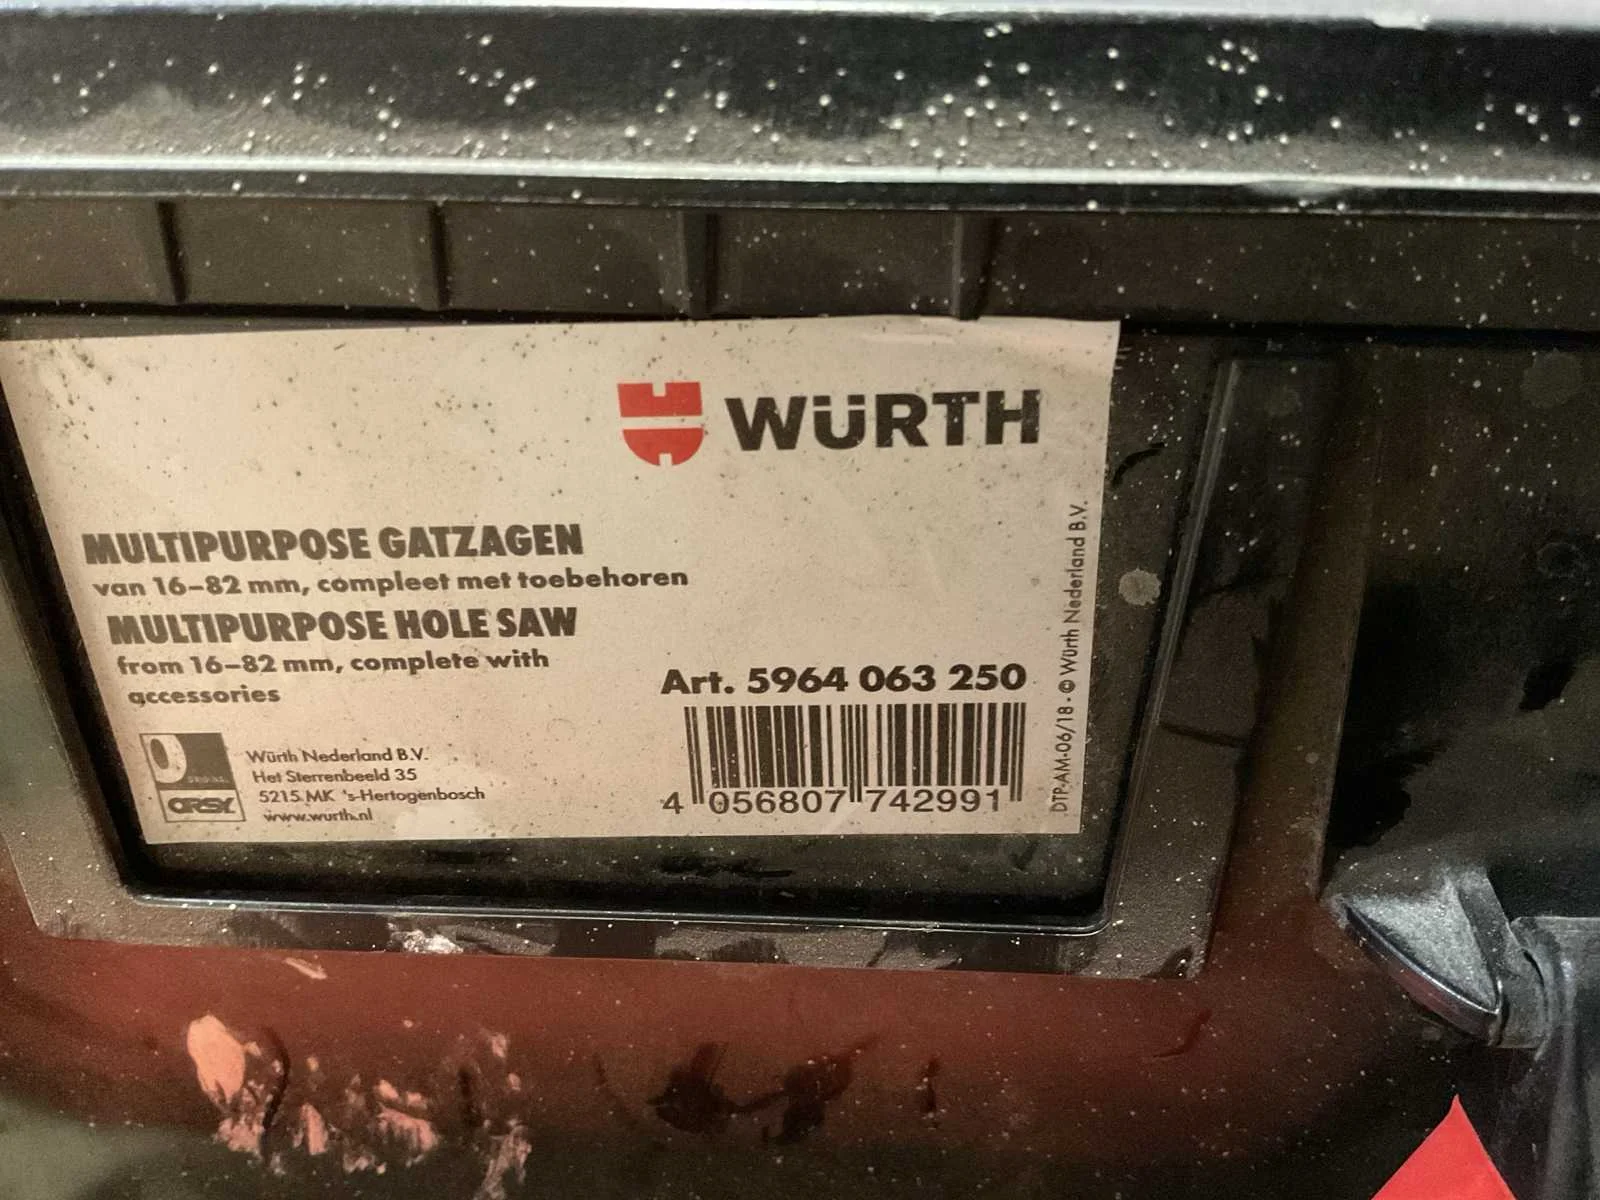 WÜRTH
MULTIPURPOSE GATZAGEN
van 16–82 mm, compleet met toebehoren
MULTIPURPOSE HOLE SAW
from 16–82 mm, complete with
accessories
Art. 5964 063 250
ORSY
Würth Nederland B.V.
Het Sterrenbeeld 35
5215 MK 's-Hertogenbosch
www.wurth.nl
4 056807 742991
DTP-AM-06/18 - © Würth Nederland B.V.